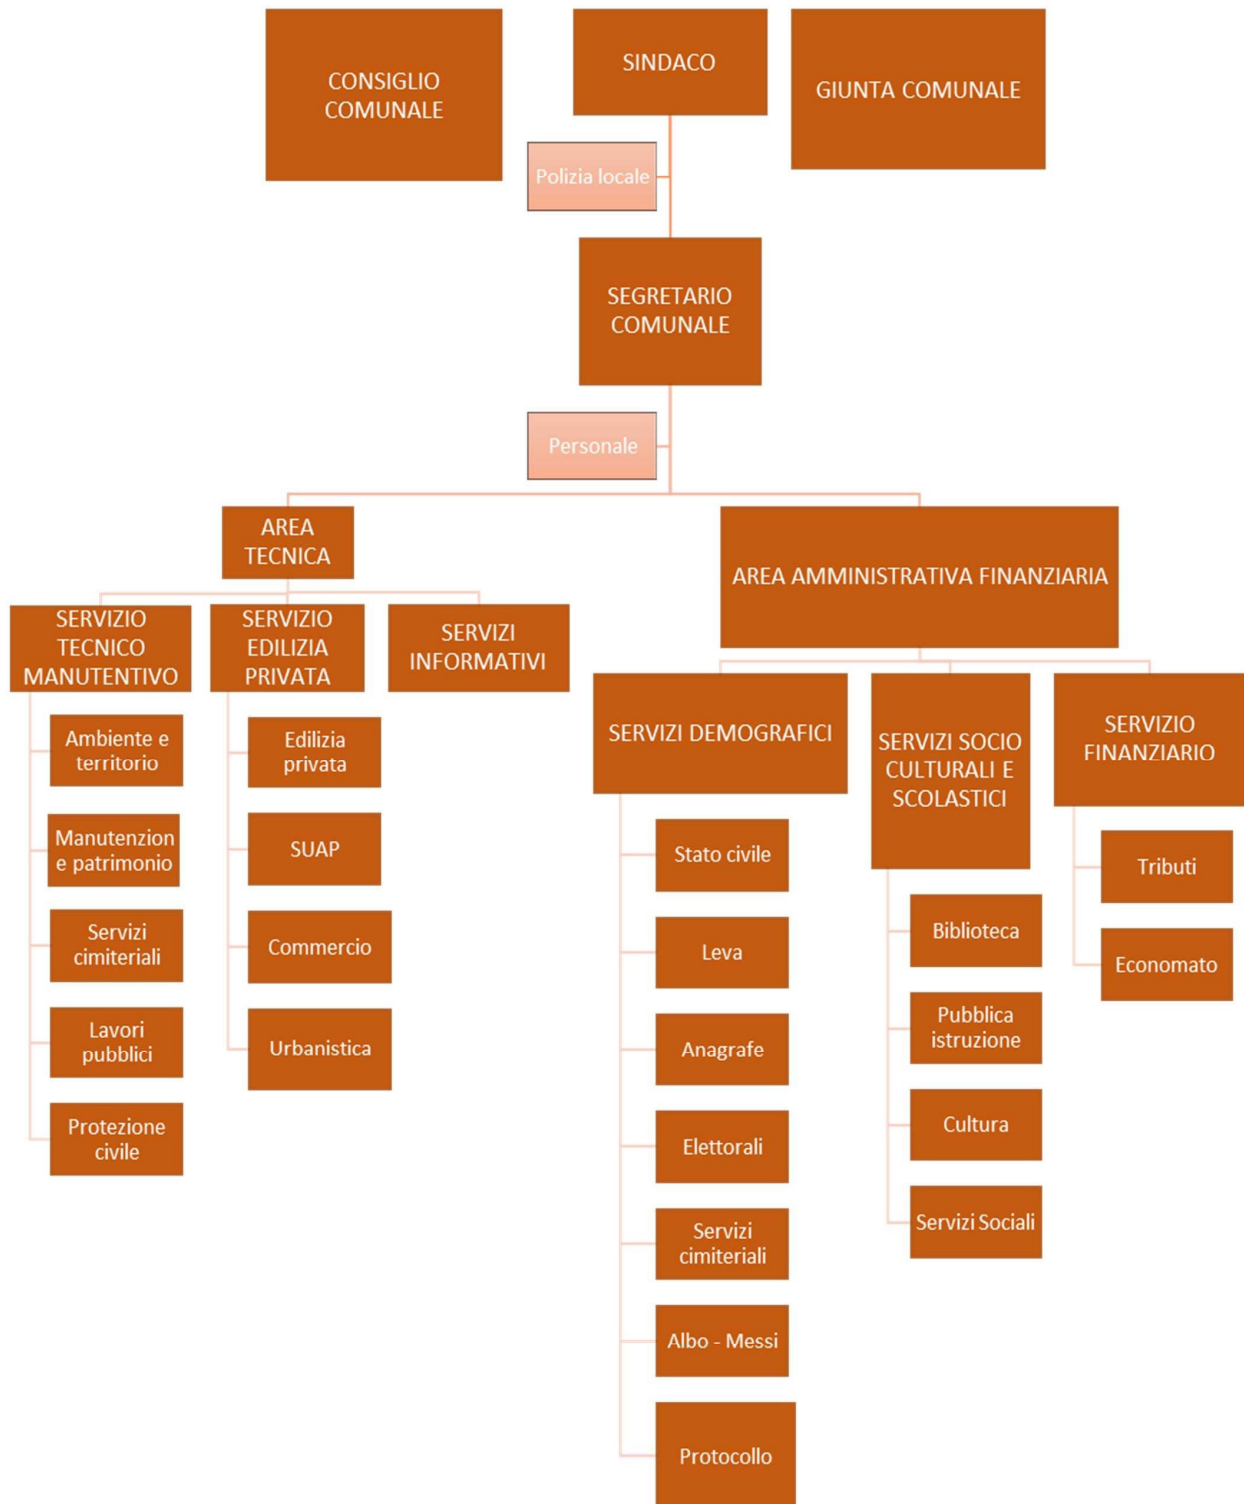 CONSIGLIO
COMUNALE
SINDACO
GIUNTA COMUNALE
Polizia locale
SEGRETARIO
COMUNALE
Personale
AREA
TECNICA
AREA AMMINISTRATIVA FINANZIARIA
SERVIZIO
TECNICO
MANUTENTIVO
Ambiente e
territorio
Manutenzion
e patrimonio
Servizi
cimiteriali
Lavori
pubblici
Protezione
civile
SERVIZIO
EDILIZIA
PRIVATA
Edilizia
privata
SUAP
Commercio
Urbanistica
SERVIZI
INFORMATIVI
SERVIZI DEMOGRAFICI
Stato civile
Leva
Anagrafe
Elettorali
Servizi
cimiteriali
Albo - Messi
Protocollo
SERVIZI SOCIO
CULTURALI E
SCOLASTICI
Biblioteca
Pubblica
istruzione
Cultura
Servizi Sociali
SERVIZIO
FINANZIARIO
Tributi
Economato